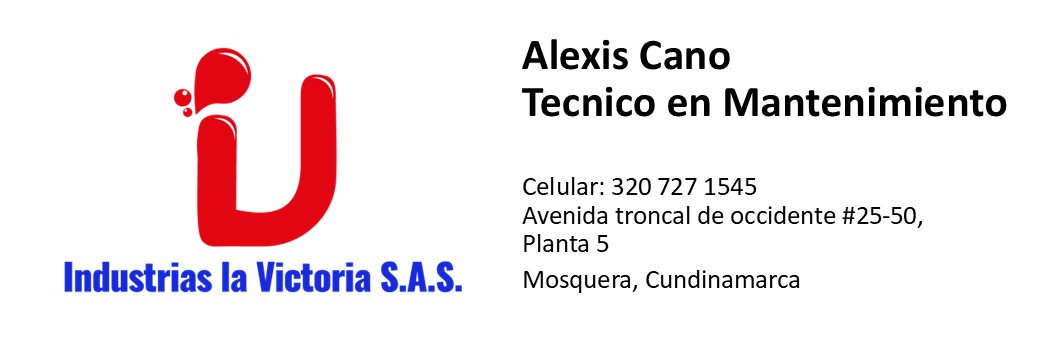 Alexis Cano
Tecnico en Mantenimiento
Celular: 320 727 1545
Avenida troncal de occidente #25-50,
Planta 5
Mosquera, Cundinamarca
Industrias la Victoria S.A.S.